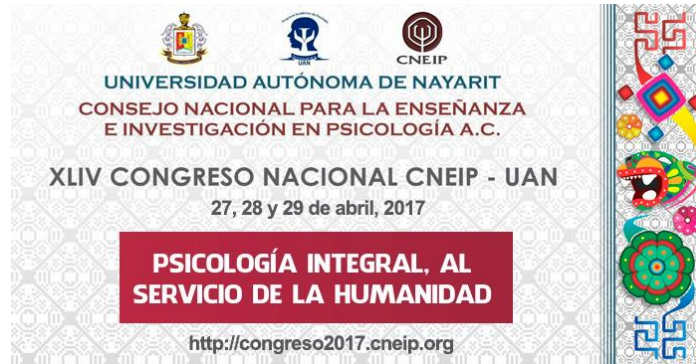 UAN
CNEIP
UNIVERSIDAD AUTÓNOMA DE NAYARIT
CONSEJO NACIONAL PARA LA ENSEÑANZA
E INVESTIGACIÓN EN PSICOLOGÍA A.C.
XLIV CONGRESO NACIONAL CNEIP - UAN
27, 28 y 29 de abril, 2017
PSICOLOGÍA INTEGRAL, AL
SERVICIO DE LA HUMANIDAD
http://congreso2017.cneip.org